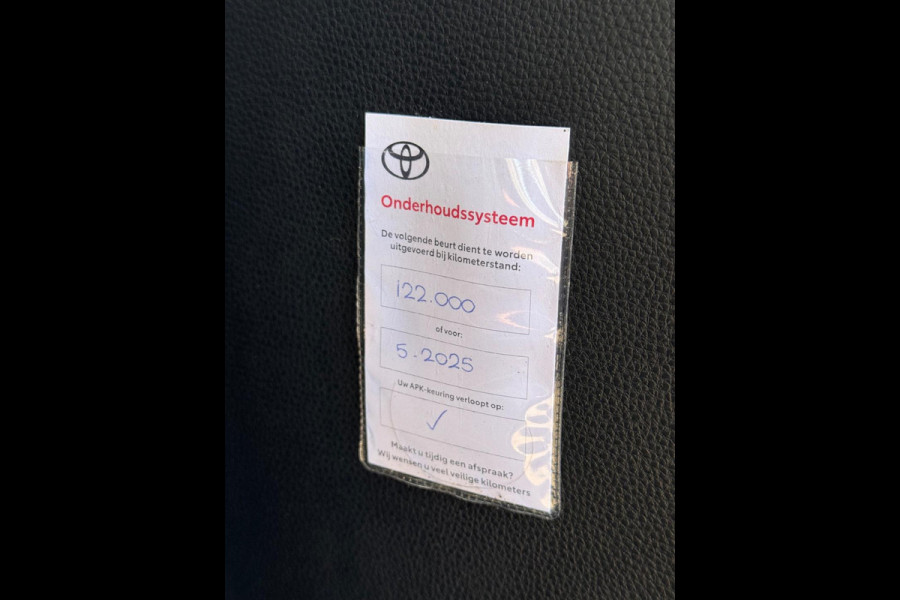 Onderhoudssysteem
De volgende beurt dient te worden
uitgevoerd bij kilometerstand:
122.000
of voor:
5.2025
Uw APK-keuring verloopt op:
✓
Maakt u tijdig een afspraak?
Wij wensen u veel veilige kilometers